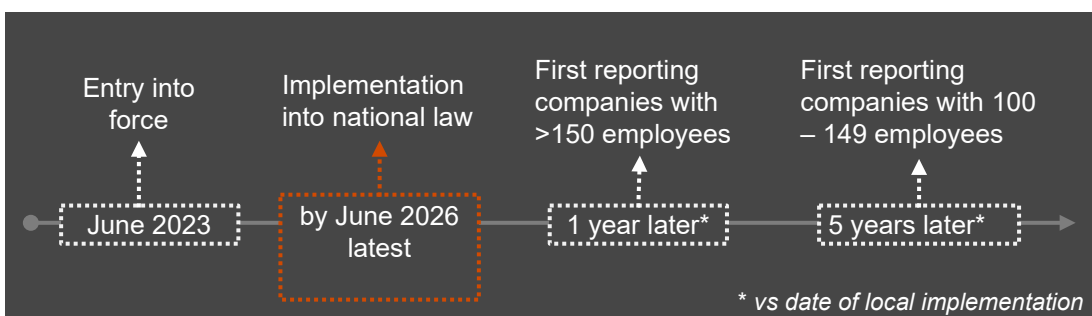 Entry into
force
Implementation
into national law
First reporting
companies with
>150 employees
First reporting
companies with 100
– 149 employees
June 2023
by June 2026
latest
1 year later*
5 years later*
* vs date of local implementation